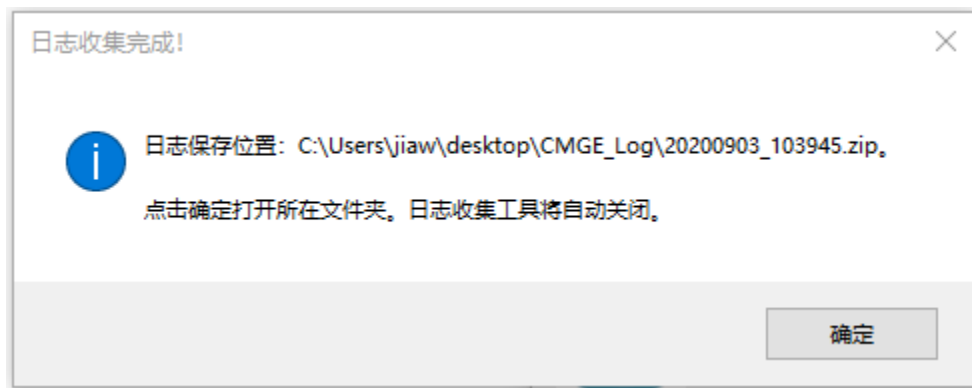 日志收集完成!
日志保存位置：C:\Users\jiaw\desktop\CMGE_Log\20200903_103945.zip。
点击确定打开所在文件夹。日志收集工具将自动关闭。
确定